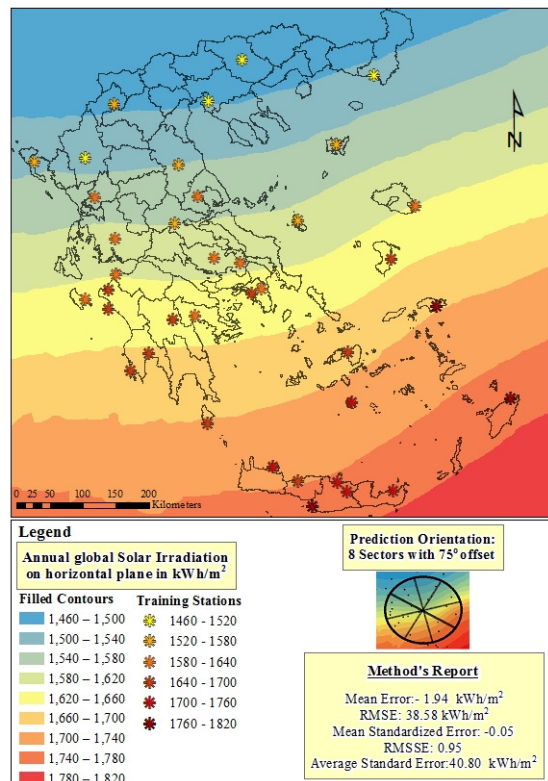 N
0 25 50 100 150 200
Kilometers
Legend
Annual global Solar Irradiation
on horizontal plane in kWh/m²
Filled Contours
1,460 – 1,500
1,500 – 1,540
1,540 – 1,580
1,580 – 1,620
1,620 – 1,660
1,660 – 1,700
1,700 – 1,740
1,740 – 1,780
1,780 – 1,820
Training Stations
1460 - 1520
1520 - 1580
1580 - 1640
1640 - 1700
1700 - 1760
1760 - 1820
Prediction Orientation:
8 Sectors with 75° offset
Method's Report
Mean Error:- 1.94 kWh/m²
RMSE: 38.58 kWh/m²
Mean Standardized Error: -0.05
RMSSE: 0.95
Average Standard Error:40.80 kWh/m²